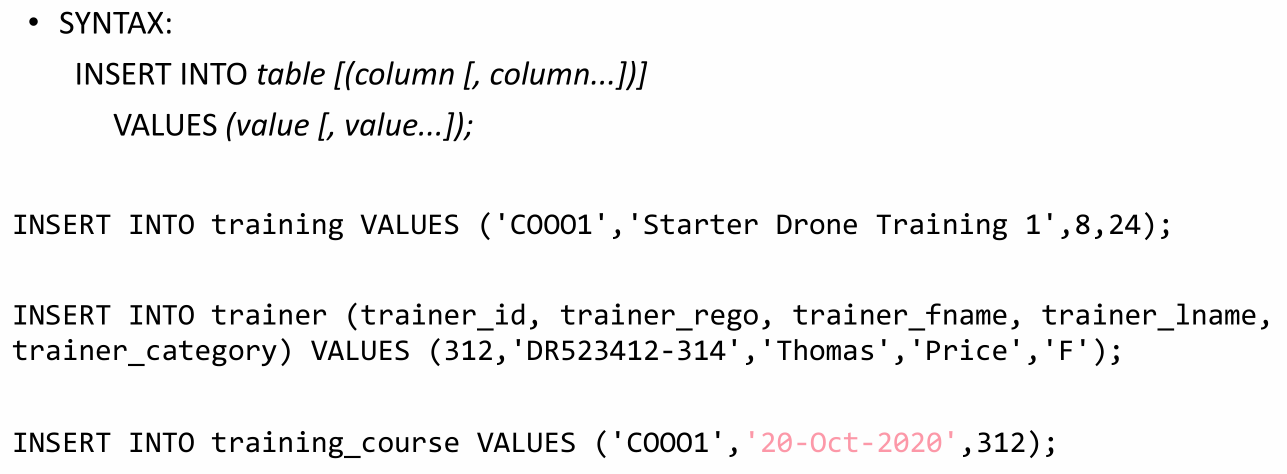 • SYNTAX:
INSERT INTO table [(column [, column...])]
VALUES (value [, value...]);
INSERT INTO training VALUES ('COOO1','Starter Drone Training 1',8,24);
INSERT INTO trainer (trainer_id, trainer_rego, trainer_fname, trainer_lname,
trainer_category) VALUES (312,'DR523412-314','Thomas','Price','F');
INSERT INTO training_course VALUES ('COOO1','20-Oct-2020',312);